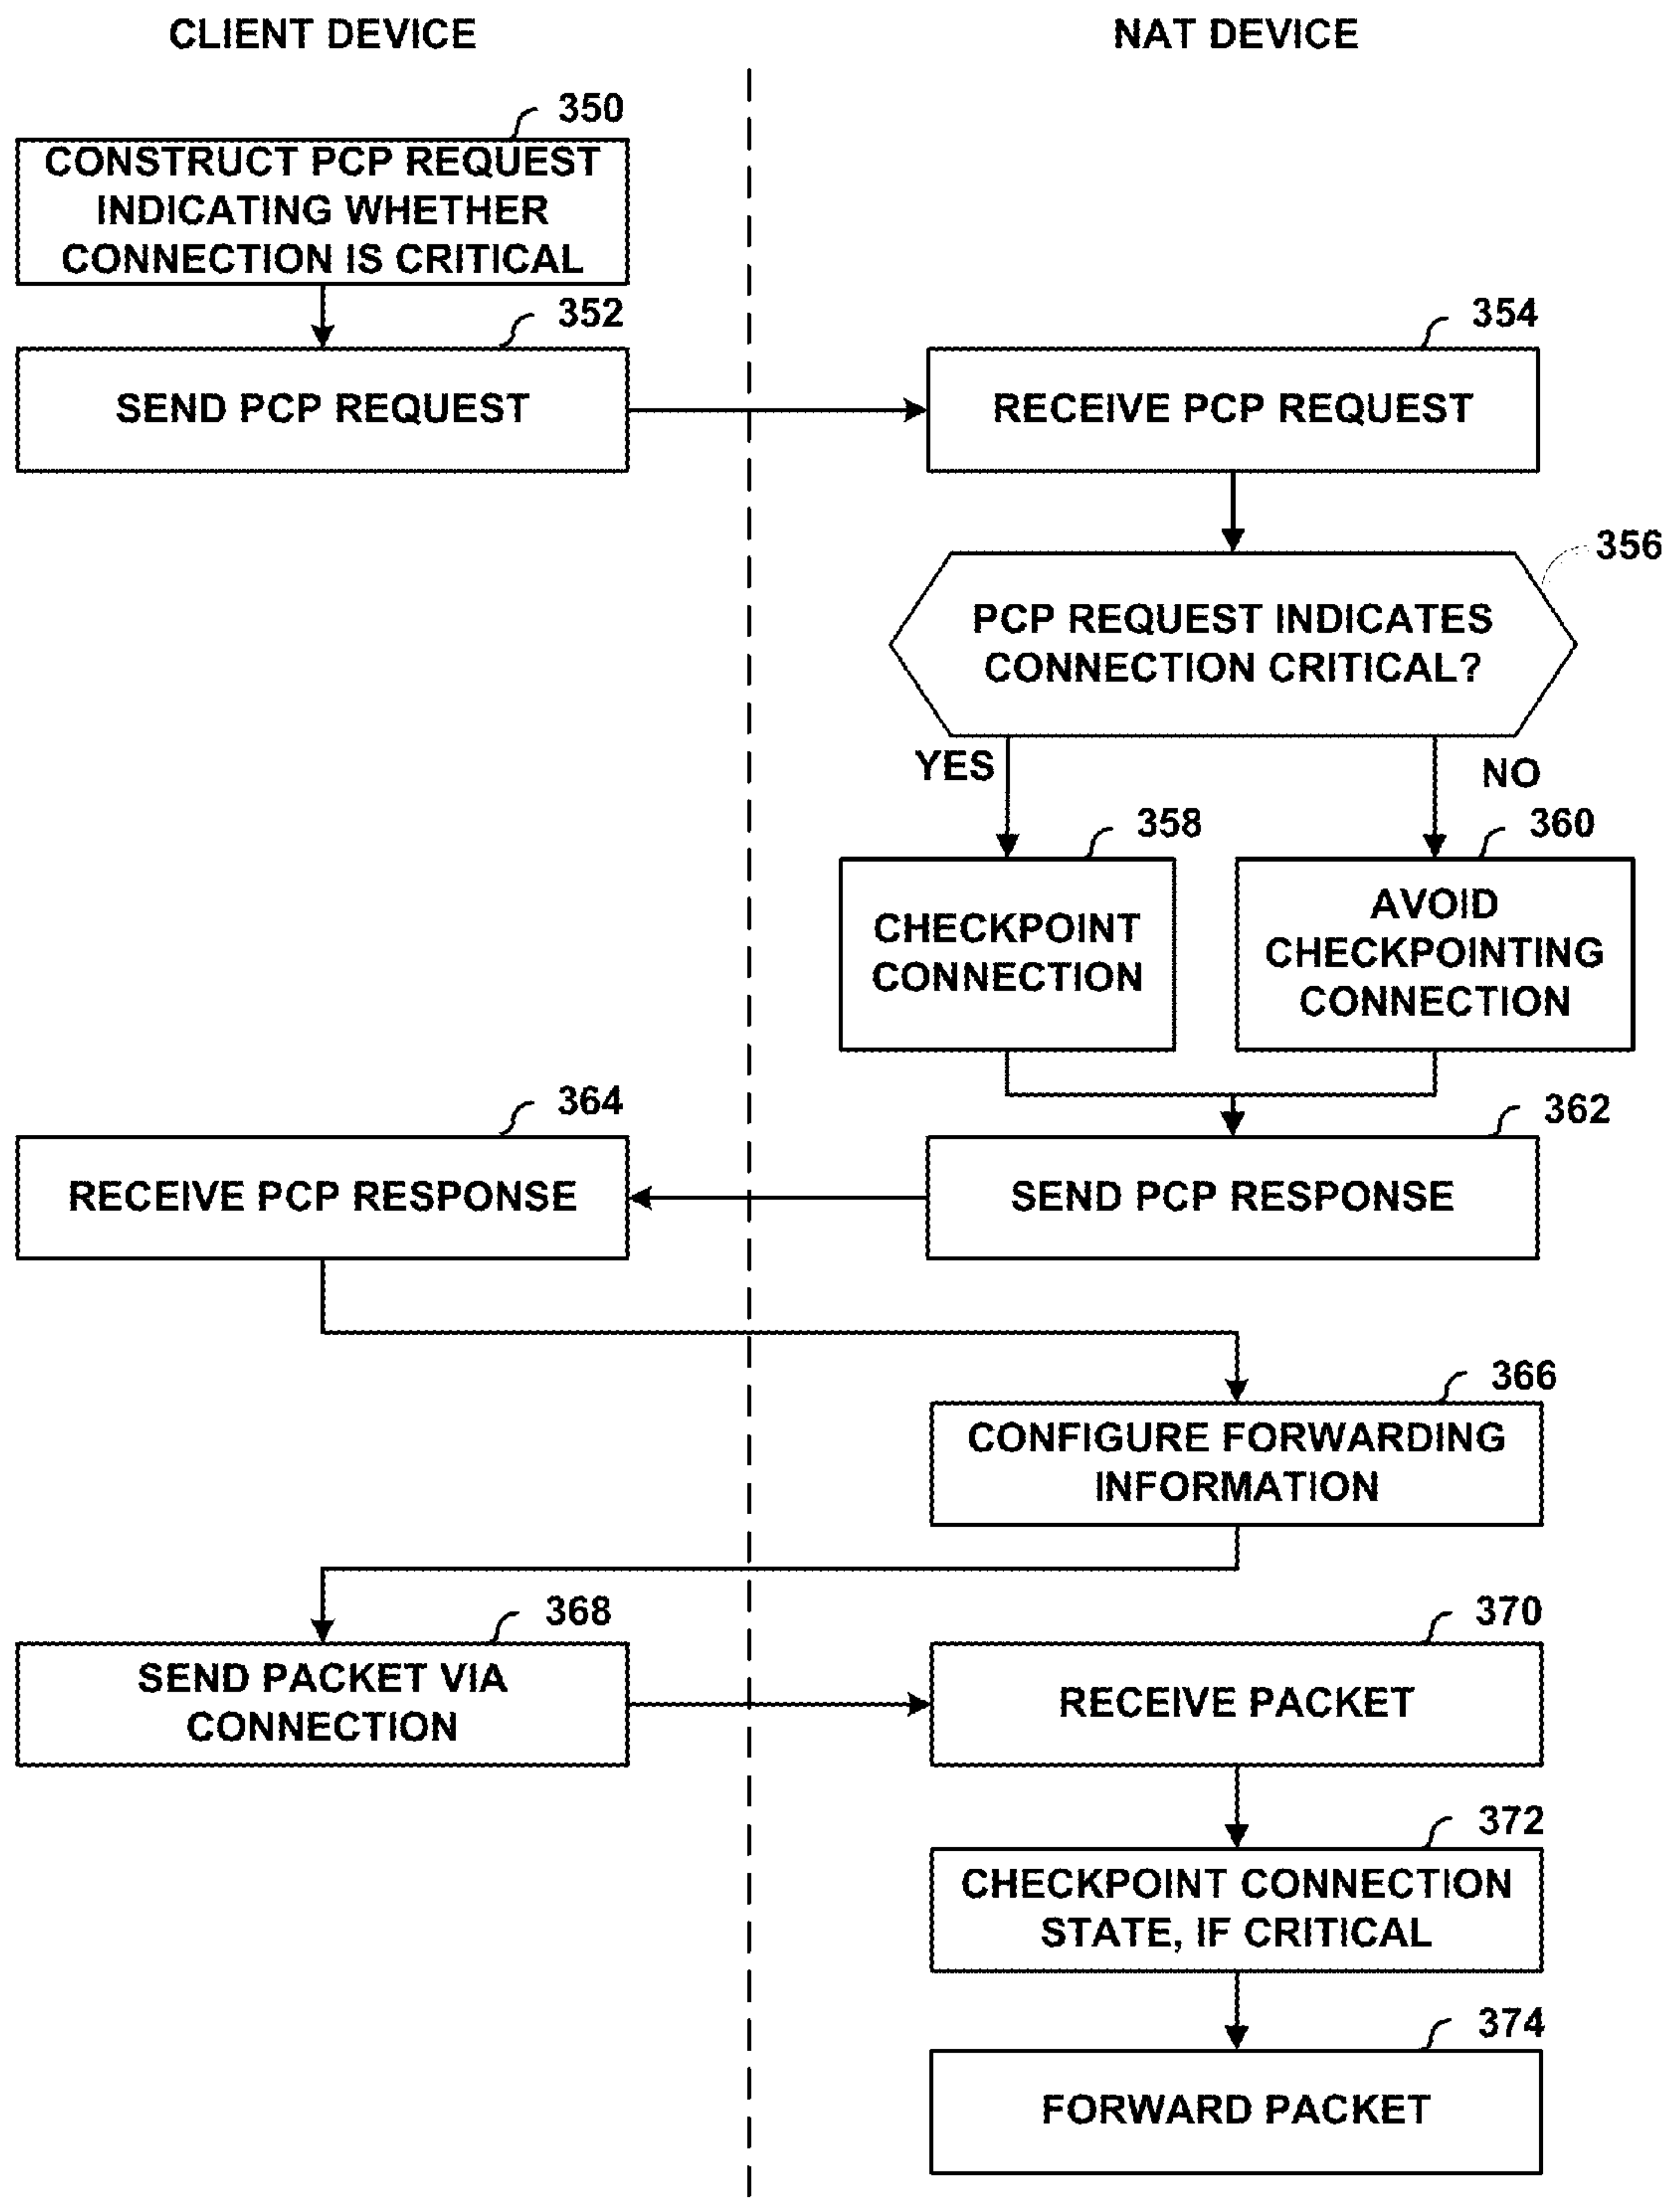 CLIENT DEVICE
NAT DEVICE
350
CONSTRUCT PCP REQUEST
INDICATING WHETHER
CONNECTION IS CRITICAL
352
SEND PCP REQUEST
354
RECEIVE PCP REQUEST
356
PCP REQUEST INDICATES
CONNECTION CRITICAL?
YES
NO
358
CHECKPOINT
CONNECTION
360
AVOID
CHECKPOINTING
CONNECTION
362
SEND PCP RESPONSE
364
RECEIVE PCP RESPONSE
366
CONFIGURE FORWARDING
INFORMATION
368
SEND PACKET VIA
CONNECTION
370
RECEIVE PACKET
372
CHECKPOINT CONNECTION
STATE, IF CRITICAL
374
FORWARD PACKET